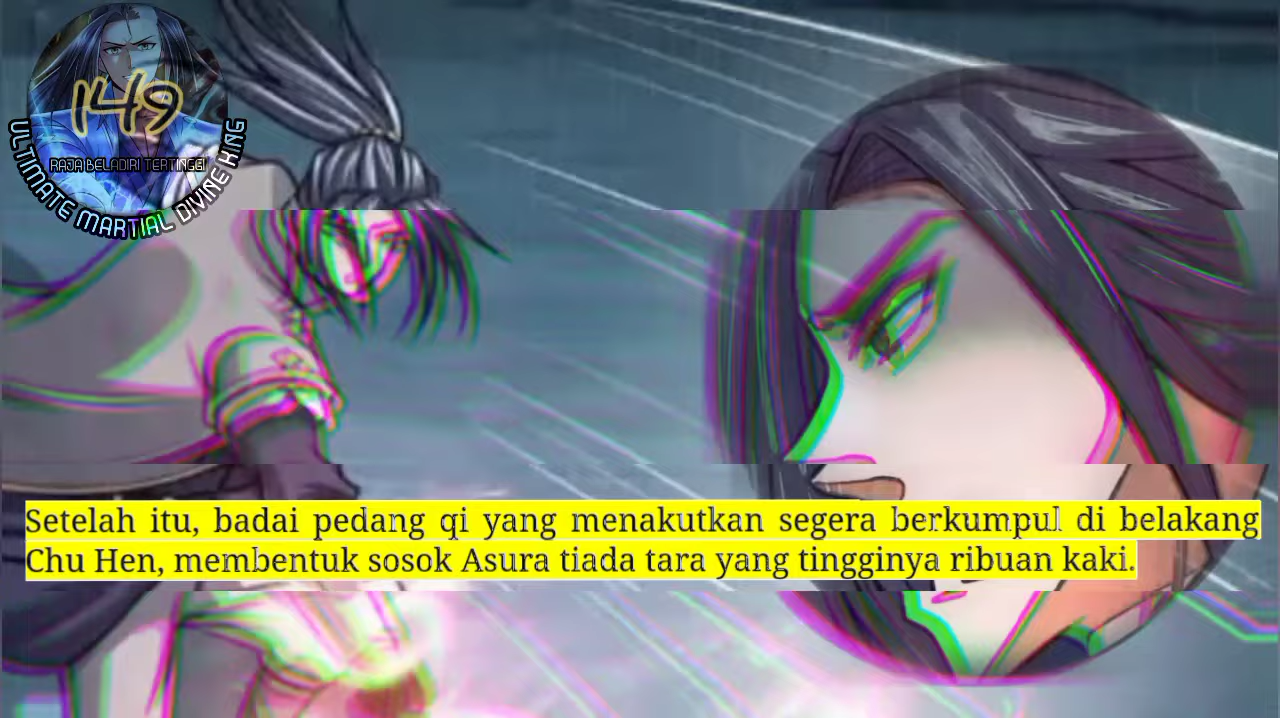 149
RAJA BELADIRI TERTINGGI
ULTIMATE MARTIAL DIVINE KING
Setelah itu, badai pedang qi yang menakutkan segera berkumpul di belakang
Chu Hen, membentuk sosok Asura tiada tara yang tingginya ribuan kaki.